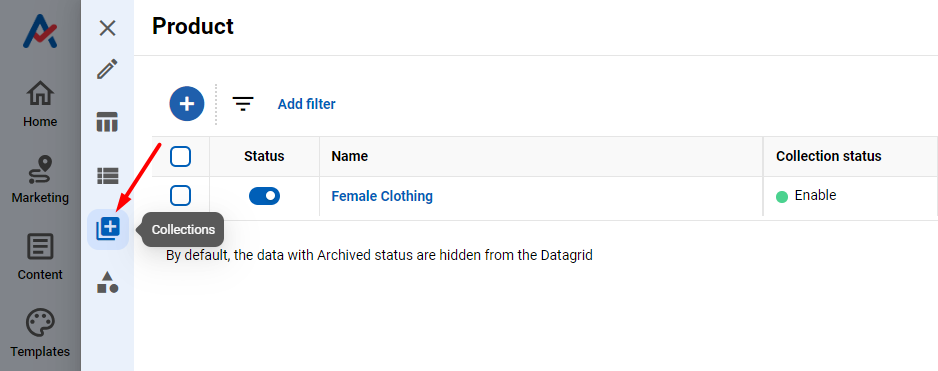 Product
Add filter
Home
Status Name Collection status
Marketing
Female Clothing Enable
Collections
Content
By default, the data with Archived status are hidden from the Datagrid
Templates